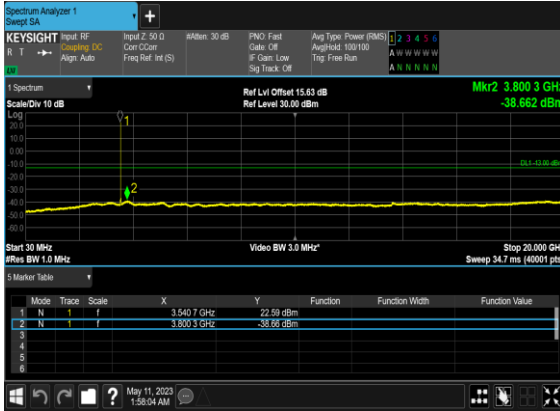 Spectrum Analyzer 1
Swept SA
+
KEYSIGHT Input: RF Input Z: 50 Ω #Atten: 30 dB PNO: Fast Avg Type: Power (RMS) 1 2 3 4 5 6
R T Coupling: DC Corr CCorr Gate: Off Avg|Hold: 100/100 A W W W W W
Align: Auto Freq Ref: Int (S) IF Gain: Low Trig: Free Run
Sig Track: Off A N N N N N
1 Spectrum Ref Lvl Offset 15.63 dB Mkr2 3.800 3 GHz
Scale/Div 10 dB Ref Level 30.00 dBm -38.662 dBm
Log
20.0
10.0
0.00
-10.0
-20.0
-30.0
-40.0
-50.0
-60.0
1
2
DL1 -13.00 dBm
Start 30 MHz Video BW 3.0 MHz* Stop 20.000 GHz
#Res BW 1.0 MHz Sweep 34.7 ms (40001 pts)
5 Marker Table
Mode Trace Scale X Y Function Function Width Function Value
1 N 1 f 3.540 7 GHz 22.59 dBm
2 N 1 f 3.800 3 GHz -38.66 dBm
3
4
5
6
? May 11, 2023
1:58:04 AM